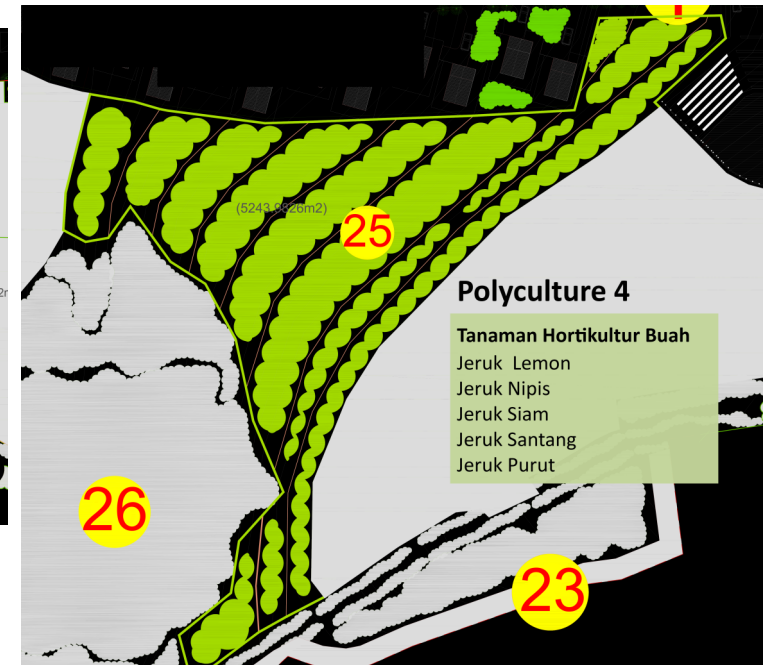 (5243.9826m2)
25
Polyculture 4
Tanaman Hortikultur Buah
Jeruk Lemon
Jeruk Nipis
Jeruk Siam
Jeruk Santang
Jeruk Purut
26
23